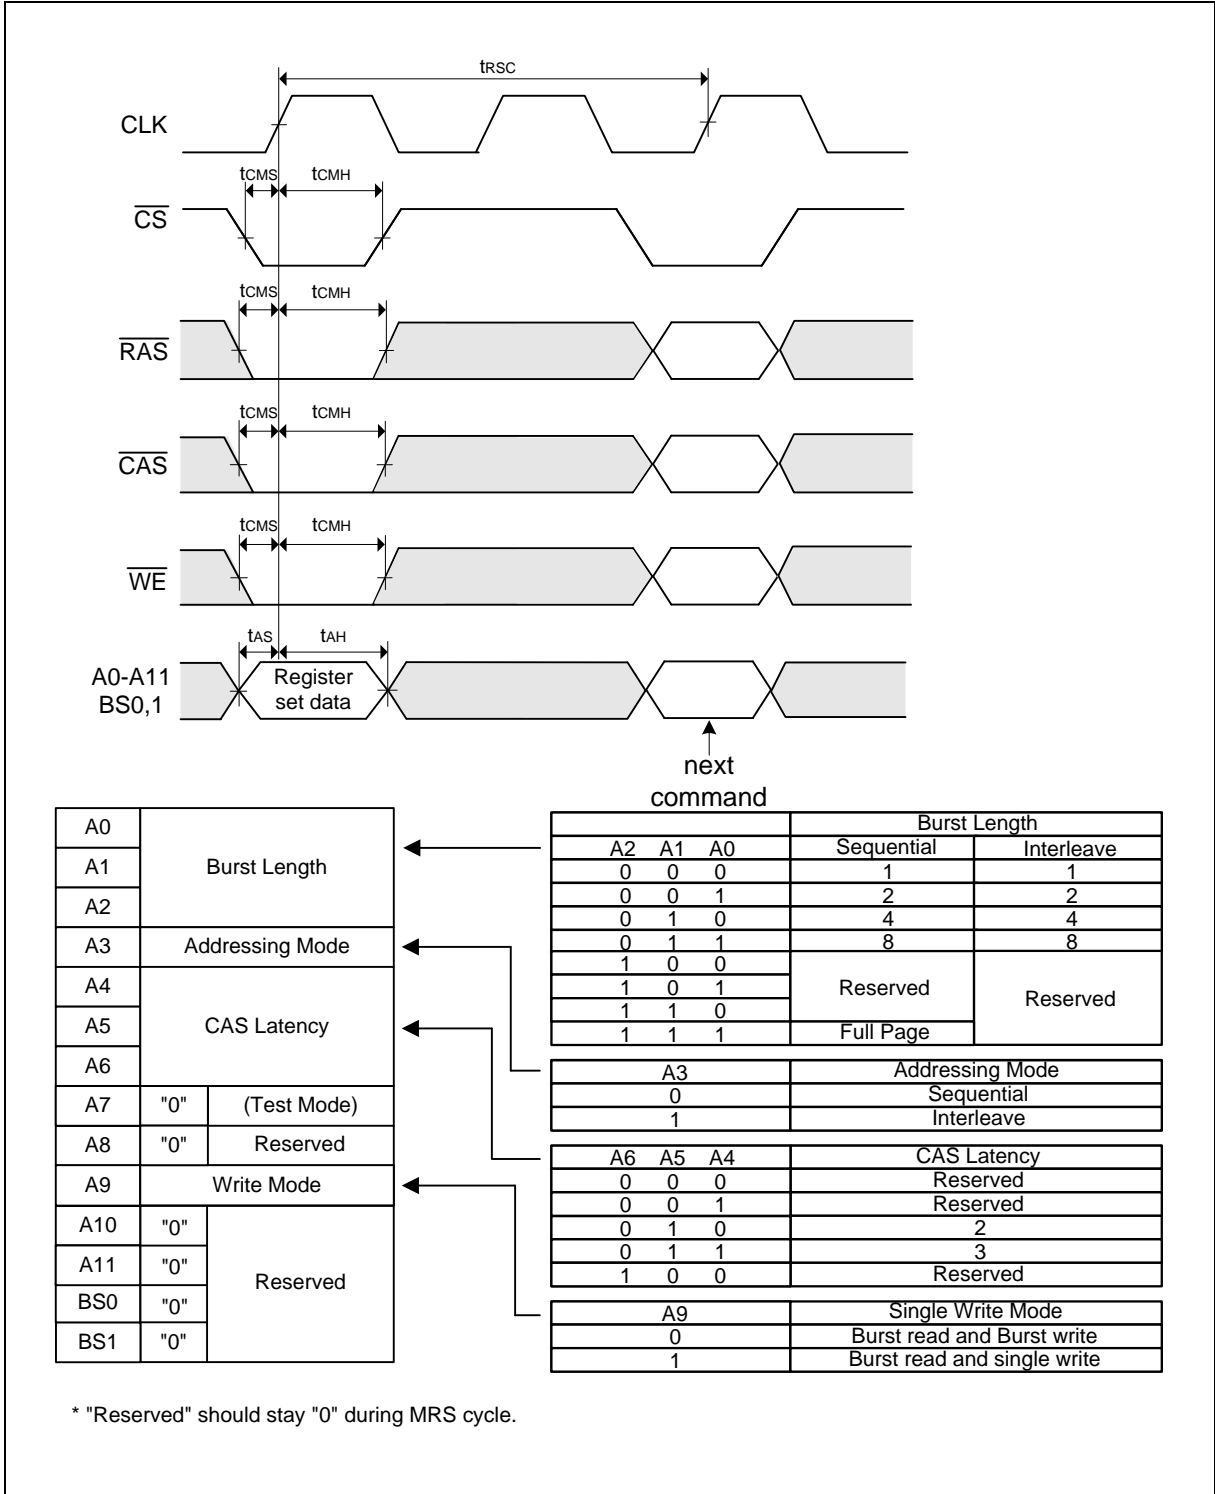 tRSC
CLK
tCMS tCMH
CS
tCMS tCMH
RAS
tCMS tCMH
CAS
tCMS tCMH
WE
tAS tAH
A0-A11
BS0,1
Register
set data
next
command
A0
A1
A2
Burst Length
A3 Addressing Mode
A4
A5
A6
CAS Latency
A7 "0" (Test Mode)
A8 "0" Reserved
A9 Write Mode
A10 "0"
A11 "0"
BS0 "0"
BS1 "0"
Reserved
Burst Length
A2 A1 A0 Sequential Interleave
0 0 0 1 1
0 0 1 2 2
0 1 0 4 4
0 1 1 8 8
1 0 0
1 0 1 Reserved Reserved
1 1 0
1 1 1 Full Page
A3 Addressing Mode
0 Sequential
1 Interleave
A6 A5 A4 CAS Latency
0 0 0 Reserved
0 0 1 Reserved
0 1 0 2
0 1 1 3
1 0 0 Reserved
A9 Single Write Mode
0 Burst read and Burst write
1 Burst read and single write
* "Reserved" should stay "0" during MRS cycle.